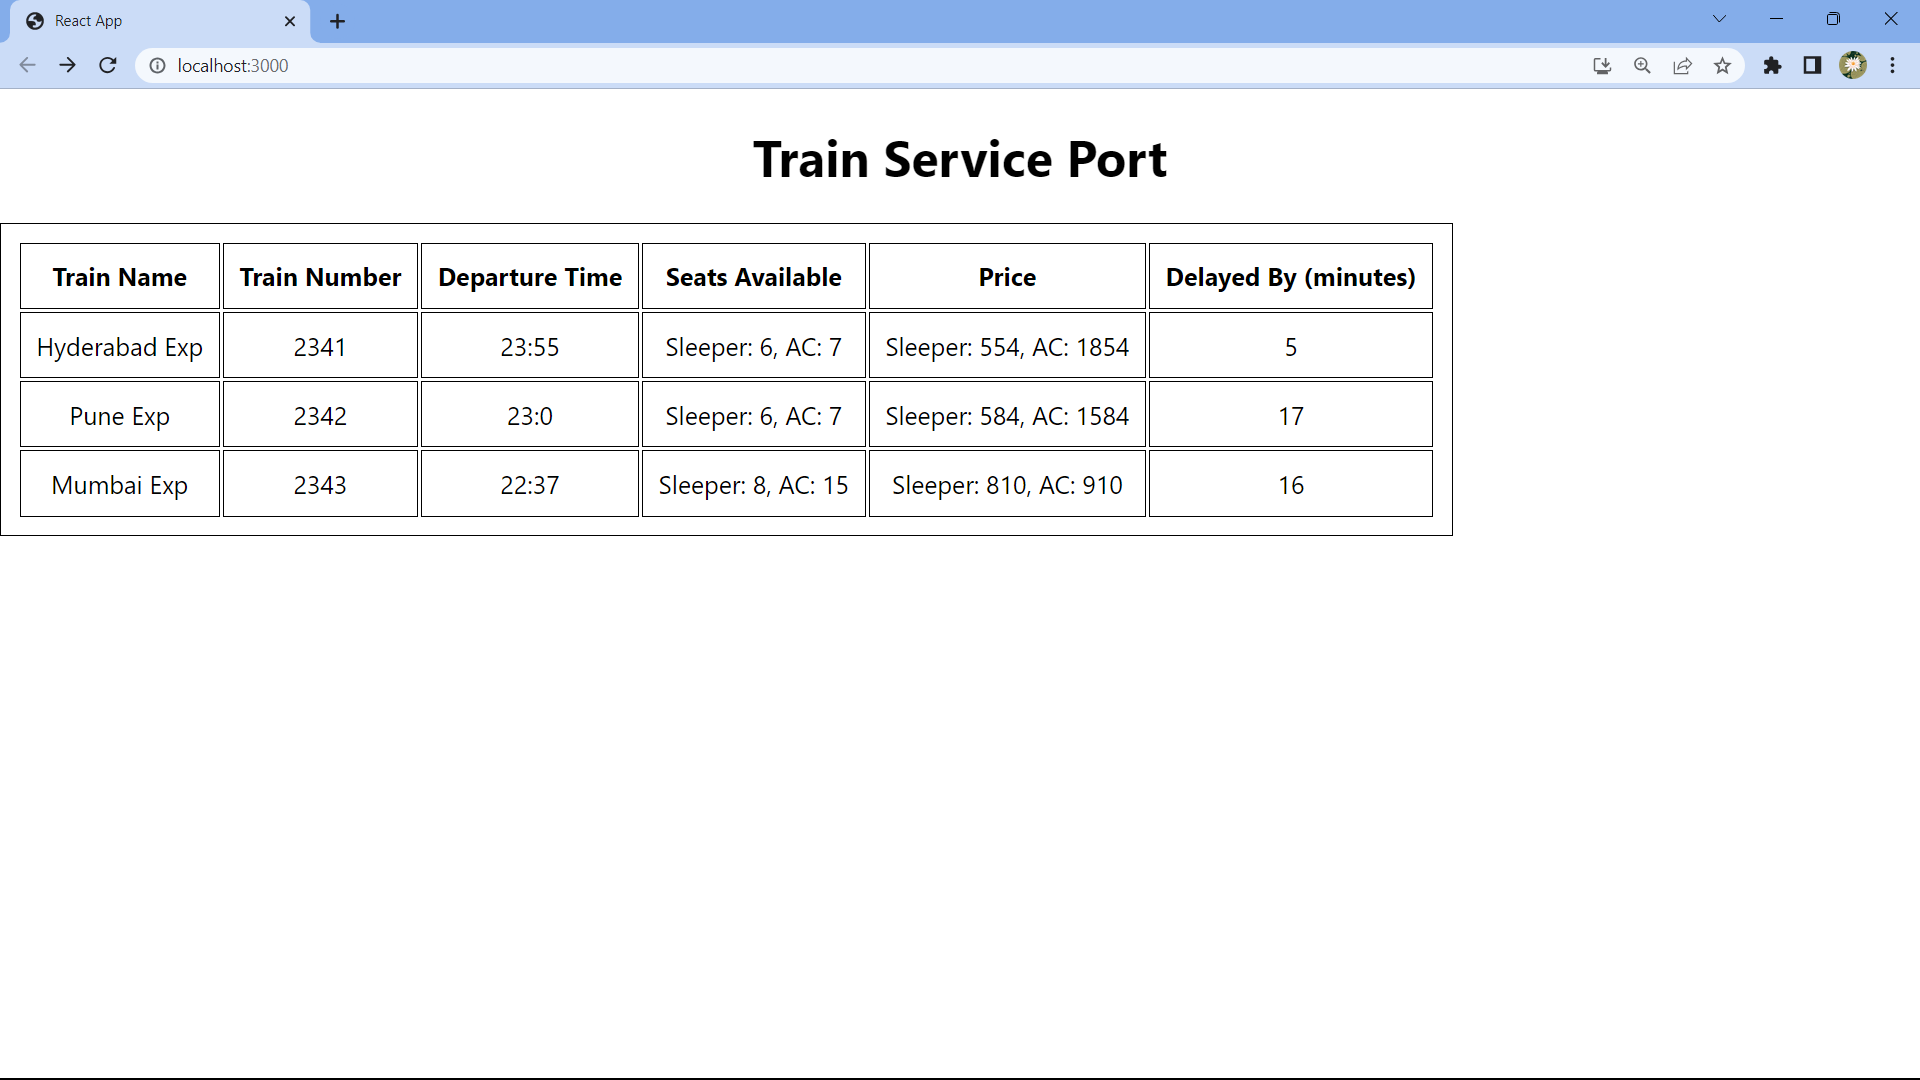 React App
localhost:3000
Train Service Port
Train Name Train Number Departure Time Seats Available Price Delayed By (minutes)
Hyderabad Exp 2341 23:55 Sleeper: 6, AC: 7 Sleeper: 554, AC: 1854 5
Pune Exp 2342 23:0 Sleeper: 6, AC: 7 Sleeper: 584, AC: 1584 17
Mumbai Exp 2343 22:37 Sleeper: 8, AC: 15 Sleeper: 810, AC: 910 16